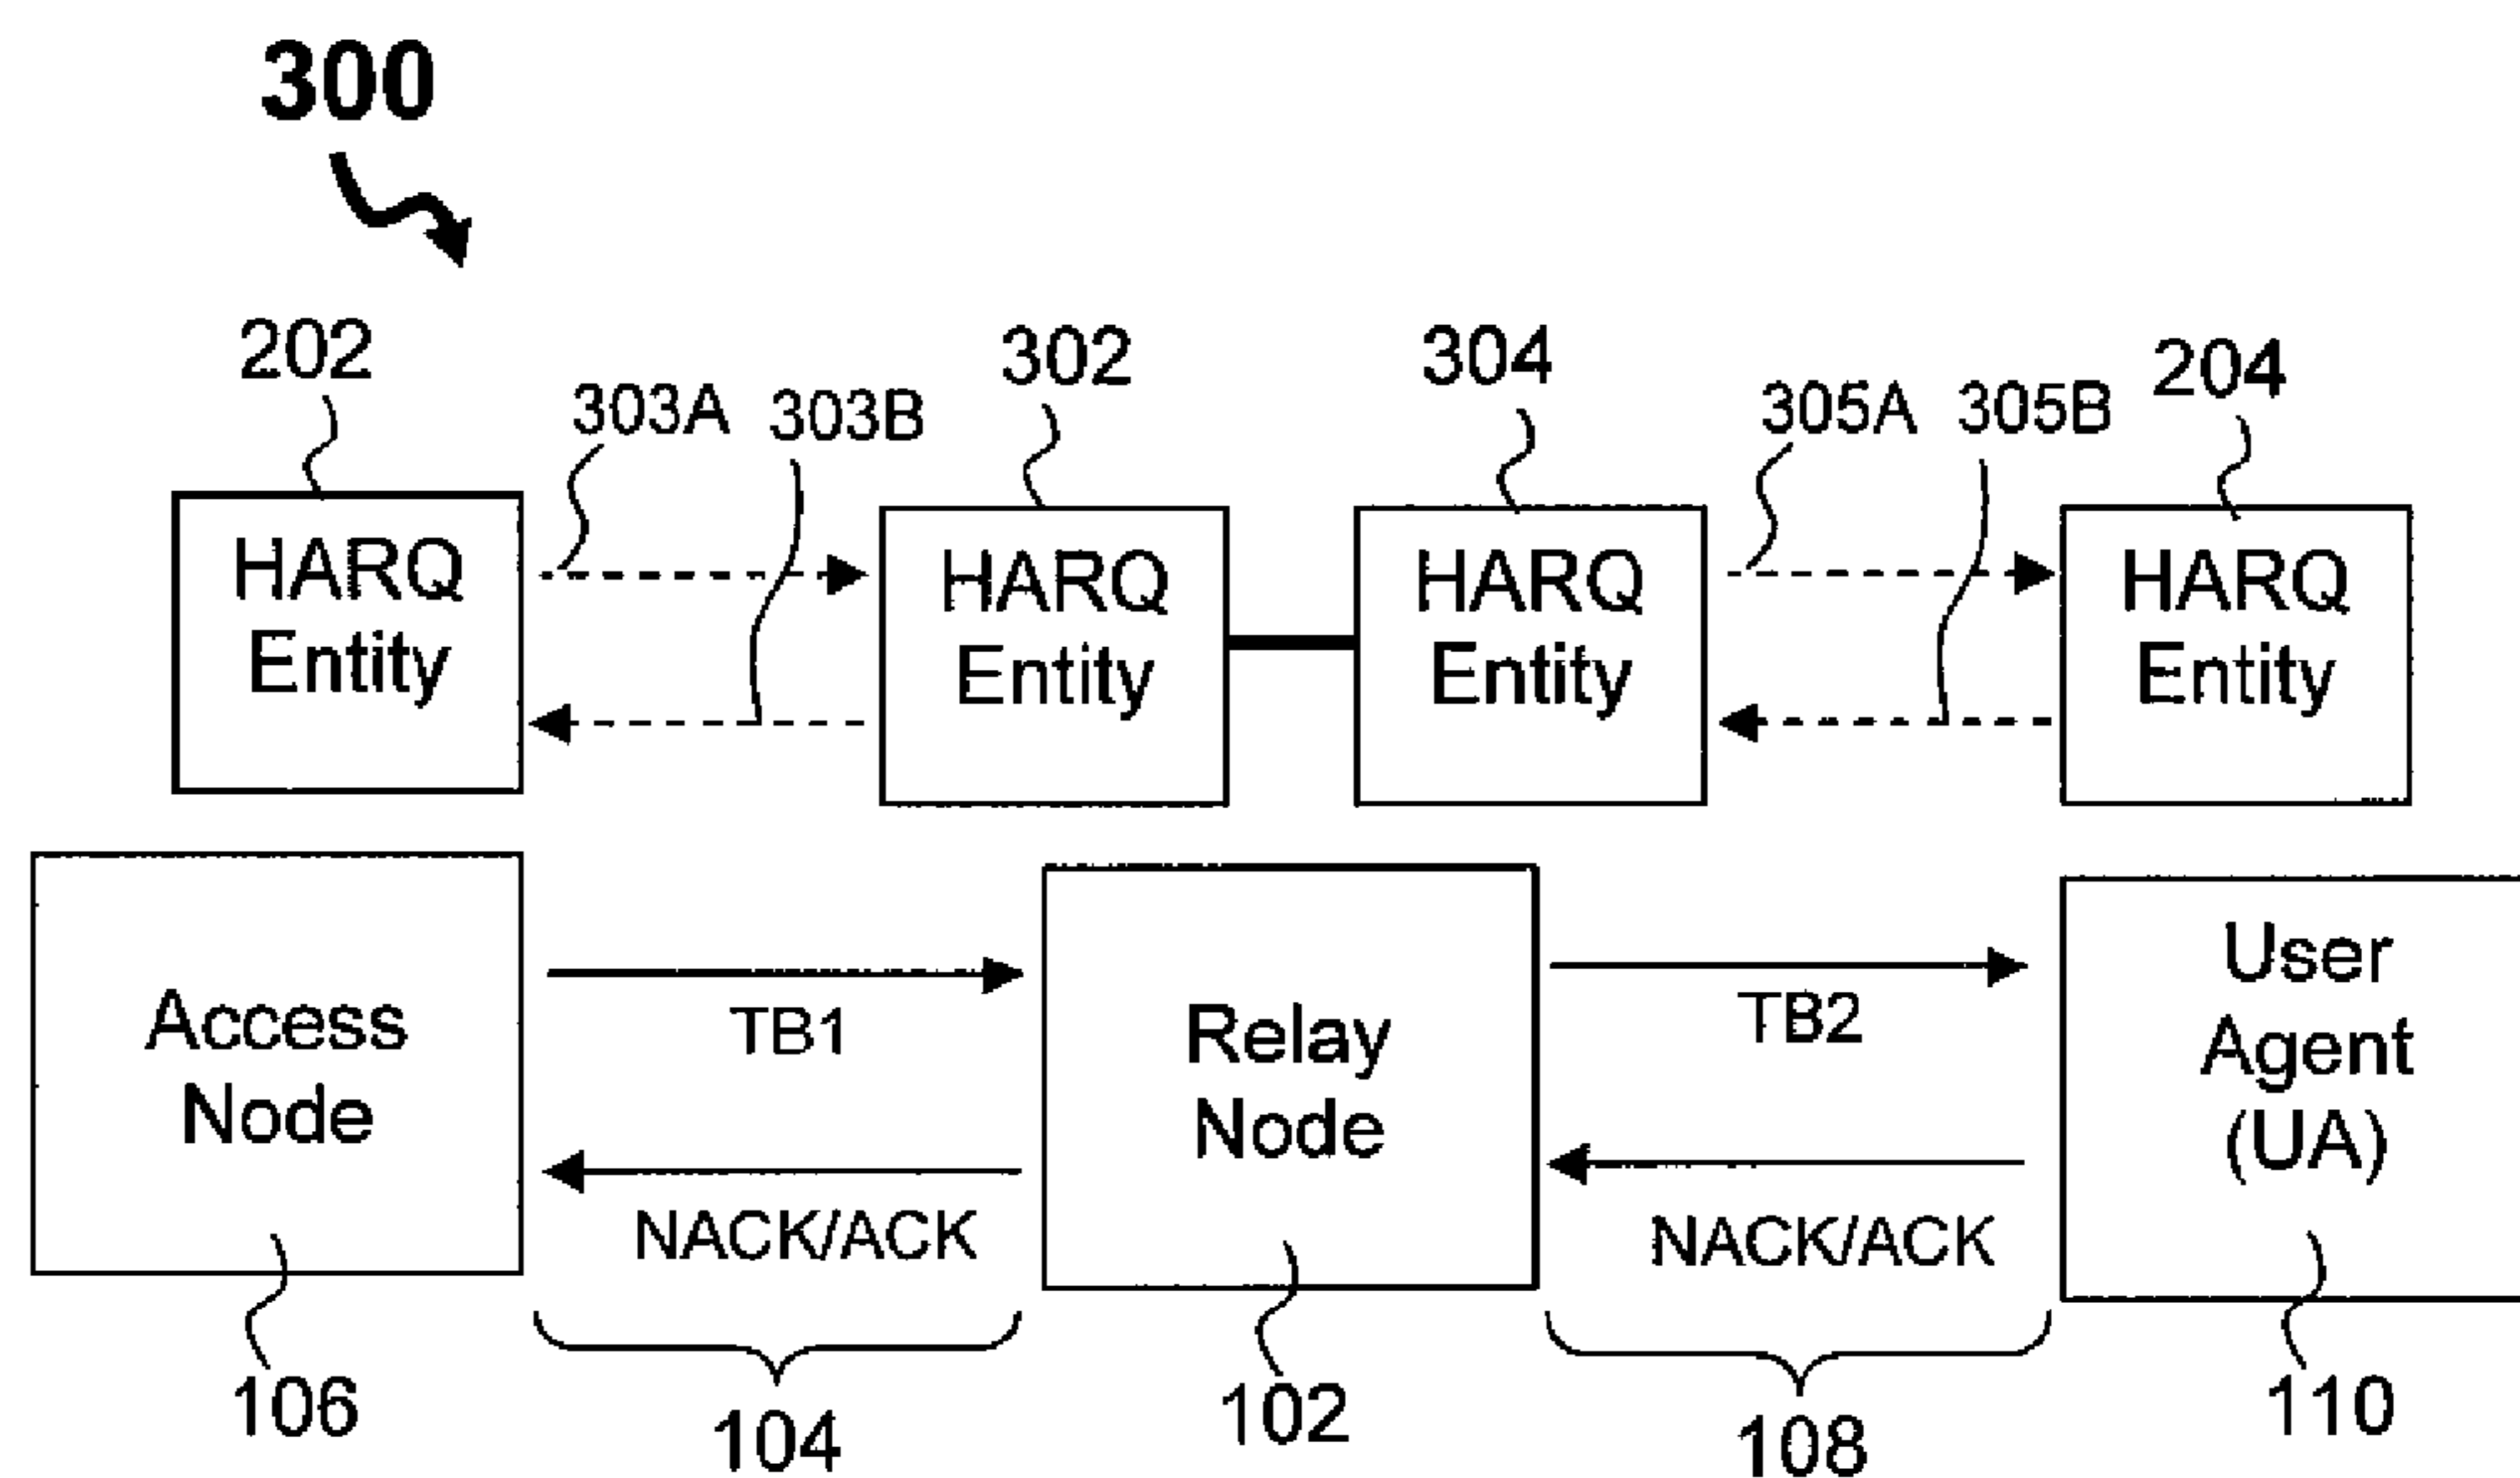 300
202
303A 303B
302
304
305A 305B
204
HARQ
Entity
HARQ
Entity
HARQ
Entity
HARQ
Entity
Access
Node
TB1
NACK/ACK
Relay
Node
TB2
NACK/ACK
User
Agent
(UA)
106
104
102
108
110